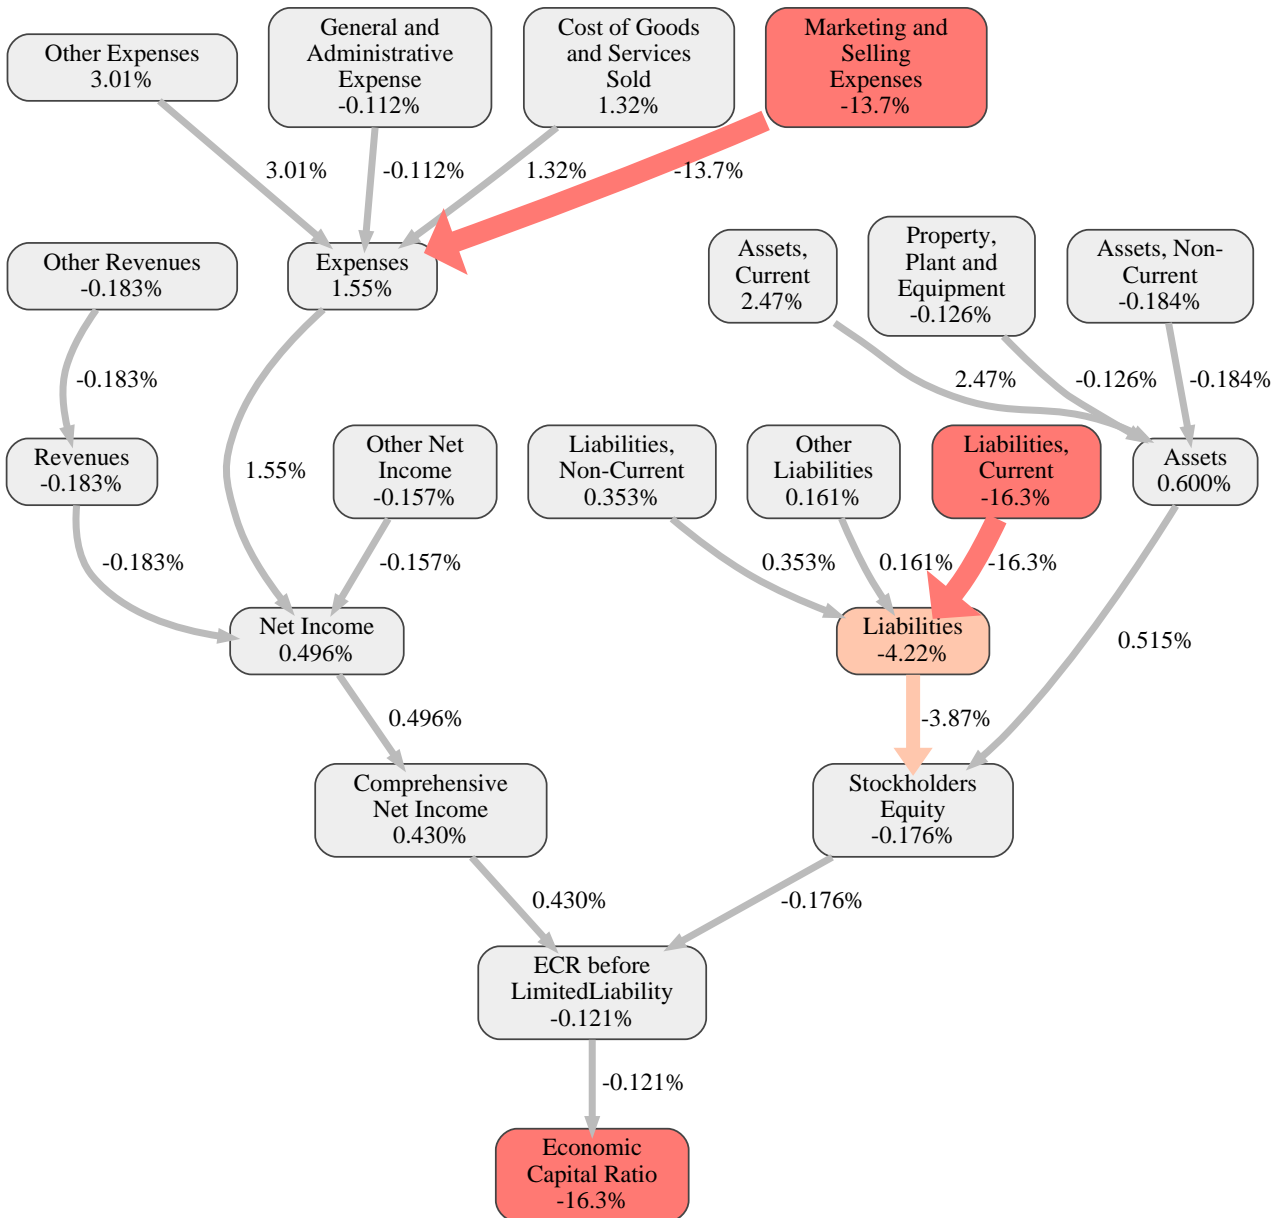 Other Expenses
3.01%
General and
Administrative
Expense
-0.112%
Cost of Goods
and Services
Sold
1.32%
Marketing and
Selling
Expenses
-13.7%
3.01%
-0.112%
1.32%
-13.7%
Other Revenues
-0.183%
Expenses
1.55%
Assets,
Current
2.47%
Property,
Plant and
Equipment
-0.126%
Assets, Non-
Current
-0.184%
-0.183%
2.47%
-0.126%
-0.184%
Revenues
-0.183%
1.55%
Other Net
Income
-0.157%
Liabilities,
Non-Current
0.353%
Other
Liabilities
0.161%
Liabilities,
Current
-16.3%
Assets
0.600%
-0.183%
-0.157%
0.353%
0.161%
-16.3%
Net Income
0.496%
Liabilities
-4.22%
0.515%
0.496%
-3.87%
Comprehensive
Net Income
0.430%
Stockholders
Equity
-0.176%
0.430%
-0.176%
ECR before
LimitedLiability
-0.121%
-0.121%
Economic
Capital Ratio
-16.3%